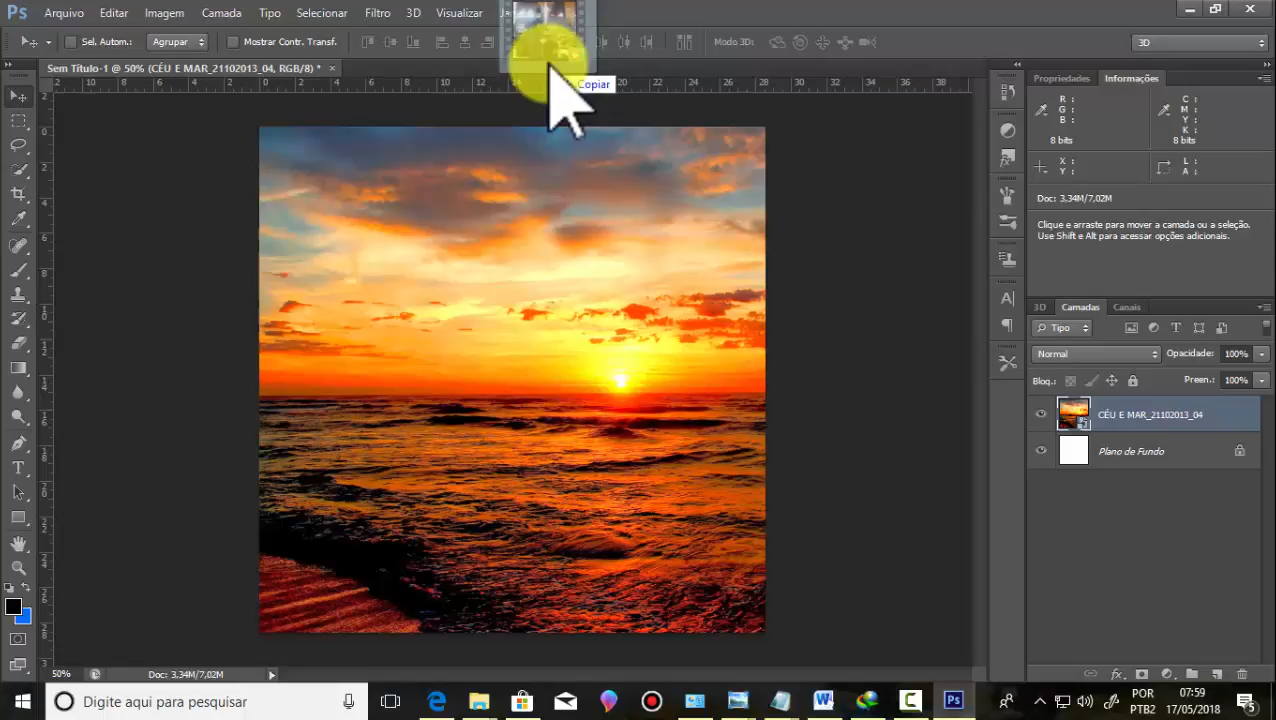 Ps Arquivo Editar Imagem Camada Tipo Selecionar Filtro 3D Visualizar
Sel. Autom.: Agrupar Mostrar Contr. Transf. Modo 3D: 3D
Copiar
Sem Título-1 @ 50% (CÉU E MAR_21102013_04, RGB/8) * ×
Propriedades Informações
R: C:
G: M:
B: Y:
K:
8 bits 8 bits
X: L:
Y: A:
Doc: 3,34M/7,02M
Clique e arraste para mover a camada ou a seleção.
Use Shift e Alt para acessar opções adicionais.
3D Camadas Canais
Tipo
Normal Opacidade: 100%
Bloq.: Preen.: 100%
CÉU E MAR_21102013_04
Plano de Fundo
50% Doc: 3,34M/7,02M
Digite aqui para pesquisar
POR 07:59
PTB2 17/05/2018